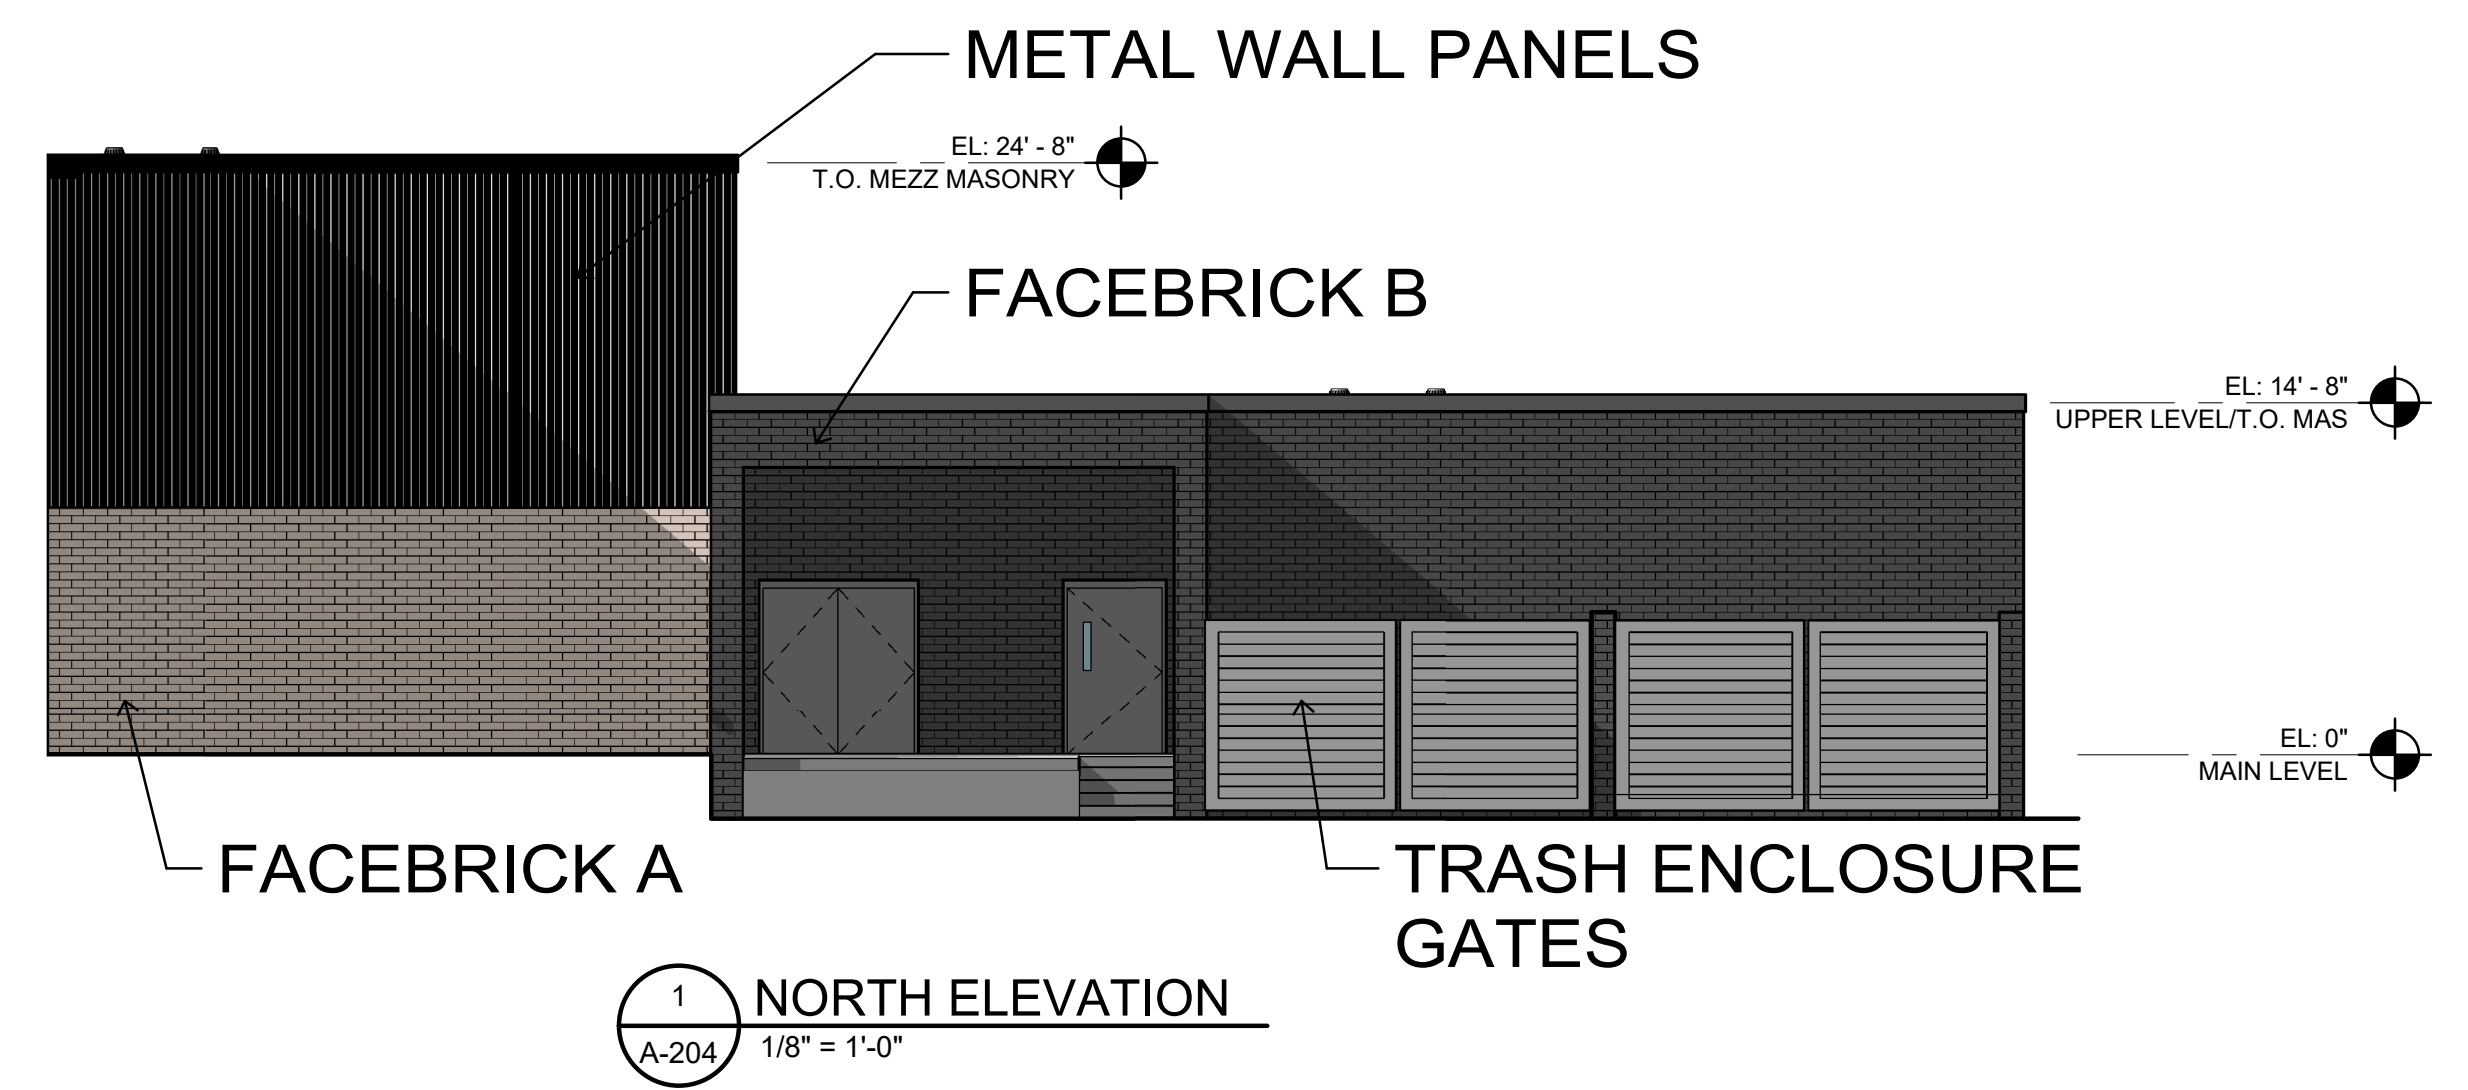 METAL WALL PANELS
EL: 24' - 8"
T.O. MEZZ MASONRY
FACEBRICK B
EL: 14' - 8"
UPPER LEVEL/T.O. MAS
EL: 0"
MAIN LEVEL
FACEBRICK A
TRASH ENCLOSURE
GATES
1
NORTH ELEVATION
A-204
1/8" = 1'-0"